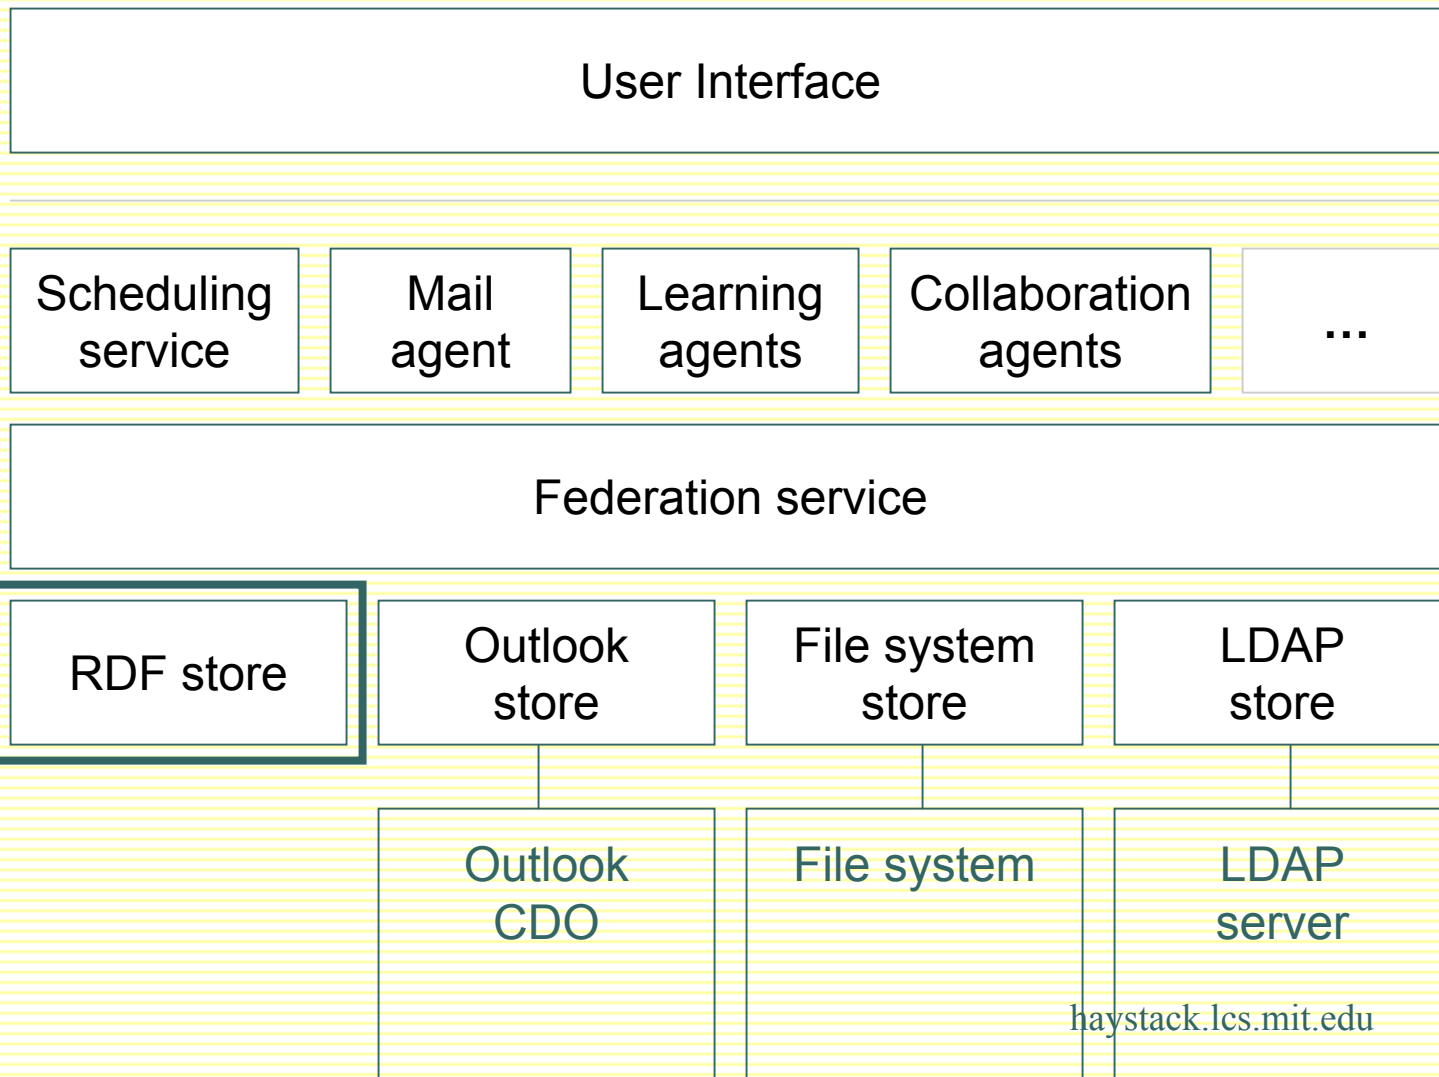 User Interface
Scheduling
service
Mail
agent
Learning
agents
Collaboration
agents
...
Federation service
RDF store
Outlook
store
File system
store
LDAP
store
Outlook
CDO
File system
LDAP
server
haystack.lcs.mit.edu